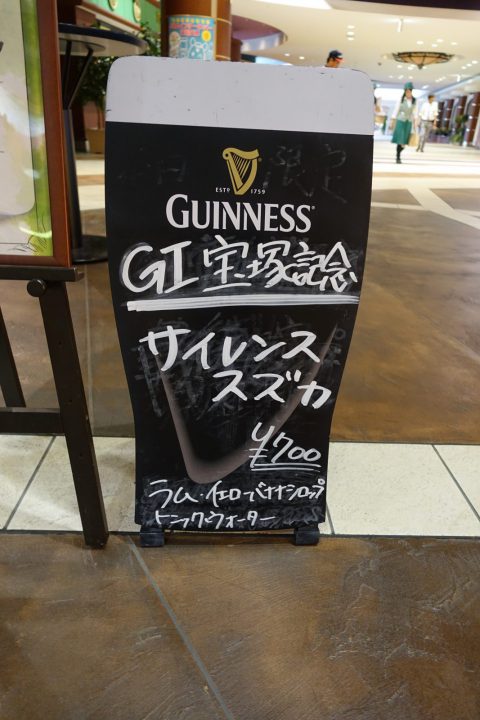 ESTD 1759
GUINNESS
GI 宝塚記念
サイレンス
スズカ
¥700
ラム・イエローバナナシロップ
トニックウォーター